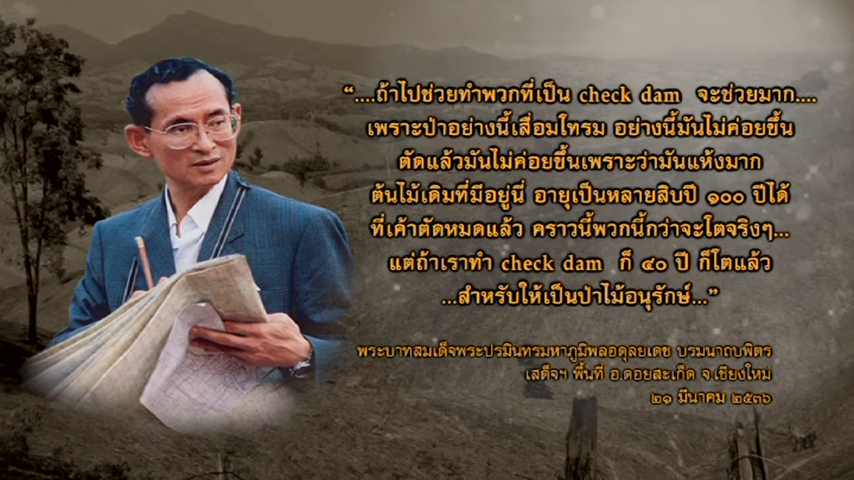 “....ถ้าไปช่วยทำพวกที่เป็น check dam จะช่วยมาก....
เพราะป่าอย่างนี้เสื่อมโทรม อย่างนี้มันไม่ค่อยขึ้น
ตัดแล้วมันไม่ค่อยขึ้นเพราะว่ามันแห้งมาก
ต้นไม้เดิมที่มีอยู่นี่ อายุเป็นหลายสิบปี ๑๐๐ ปีได้
ที่เค้าตัดหมดแล้ว คราวนี้พวกนี้กว่าจะโตจริงๆ...
แต่ถ้าเราทำ check dam ก็ ๔๐ ปี ก็โตแล้ว
...สำหรับให้เป็นป่าไม้อนุรักษ์...”
พระบาทสมเด็จพระปรมินทรมหาภูมิพลอดุลยเดช บรมนาถบพิตร
เสด็จฯ พื้นที่ อ.ดอยสะเก็ด จ.เชียงใหม่
๒๑ มีนาคม ๒๕๓๖